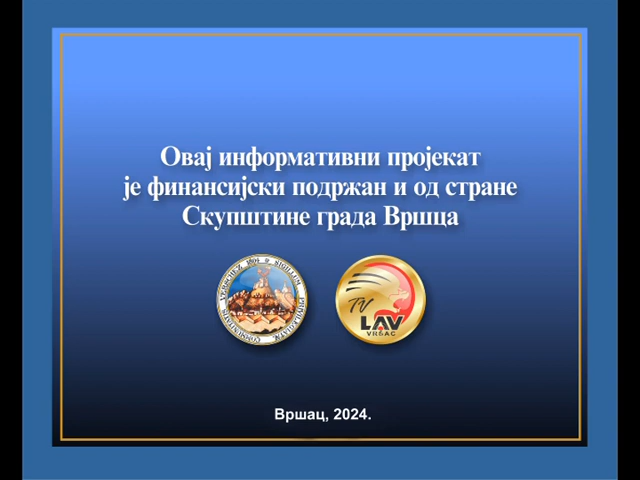 Овај информативни пројекат
је финансијски подржан и од стране
Скупштине града Вршца
TV
LAV
VRŠAC
Вршац, 2024.